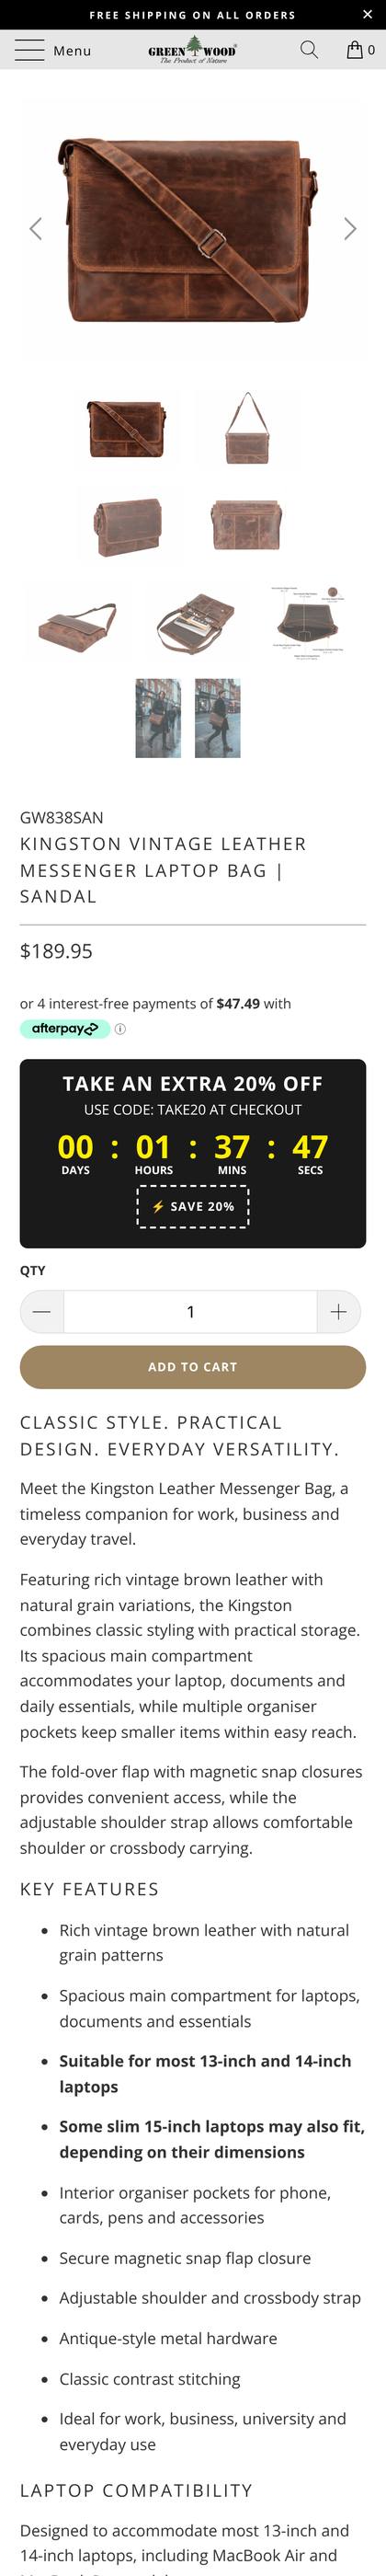 FREE SHIPPING ON ALL ORDERS
Menu
GREEN WOOD
The Product of Nature
0
GW838SAN
KINGSTON VINTAGE LEATHER
MESSENGER LAPTOP BAG |
SANDAL
$189.95
or 4 interest-free payments of $47.49 with
afterpay
TAKE AN EXTRA 20% OFF
USE CODE: TAKE20 AT CHECKOUT
00 : 01 : 37 : 47
DAYS HOURS MINS SECS
⚡ SAVE 20%
QTY
1
ADD TO CART
CLASSIC STYLE. PRACTICAL
DESIGN. EVERYDAY VERSATILITY.
Meet the Kingston Leather Messenger Bag, a
timeless companion for work, business and
everyday travel.
Featuring rich vintage brown leather with
natural grain variations, the Kingston
combines classic styling with practical storage.
Its spacious main compartment
accommodates your laptop, documents and
daily essentials, while multiple organiser
pockets keep smaller items within easy reach.
The fold-over flap with magnetic snap closures
provides convenient access, while the
adjustable shoulder strap allows comfortable
shoulder or crossbody carrying.
KEY FEATURES
• Rich vintage brown leather with natural
grain patterns
• Spacious main compartment for laptops,
documents and essentials
• Suitable for most 13-inch and 14-inch
laptops
• Some slim 15-inch laptops may also fit,
depending on their dimensions
• Interior organiser pockets for phone,
cards, pens and accessories
• Secure magnetic snap flap closure
• Adjustable shoulder and crossbody strap
• Antique-style metal hardware
• Classic contrast stitching
• Ideal for work, business, university and
everyday use
LAPTOP COMPATIBILITY
Designed to accommodate most 13-inch and
14-inch laptops, including MacBook Air and